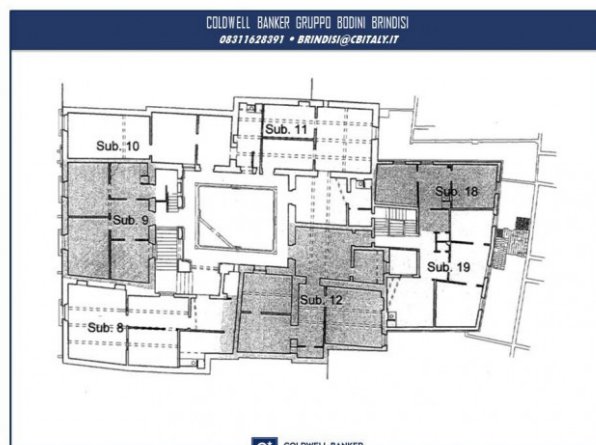 COLDWELL BANKER GRUPPO BODINI BRINDISI
08311628391 • BRINDISI@CBITALY.IT
Sub. 11
Sub. 10
Sub. 18
Sub. 9
Sub. 19
Sub. 12
Sub. 8
COLDWELL BANKER